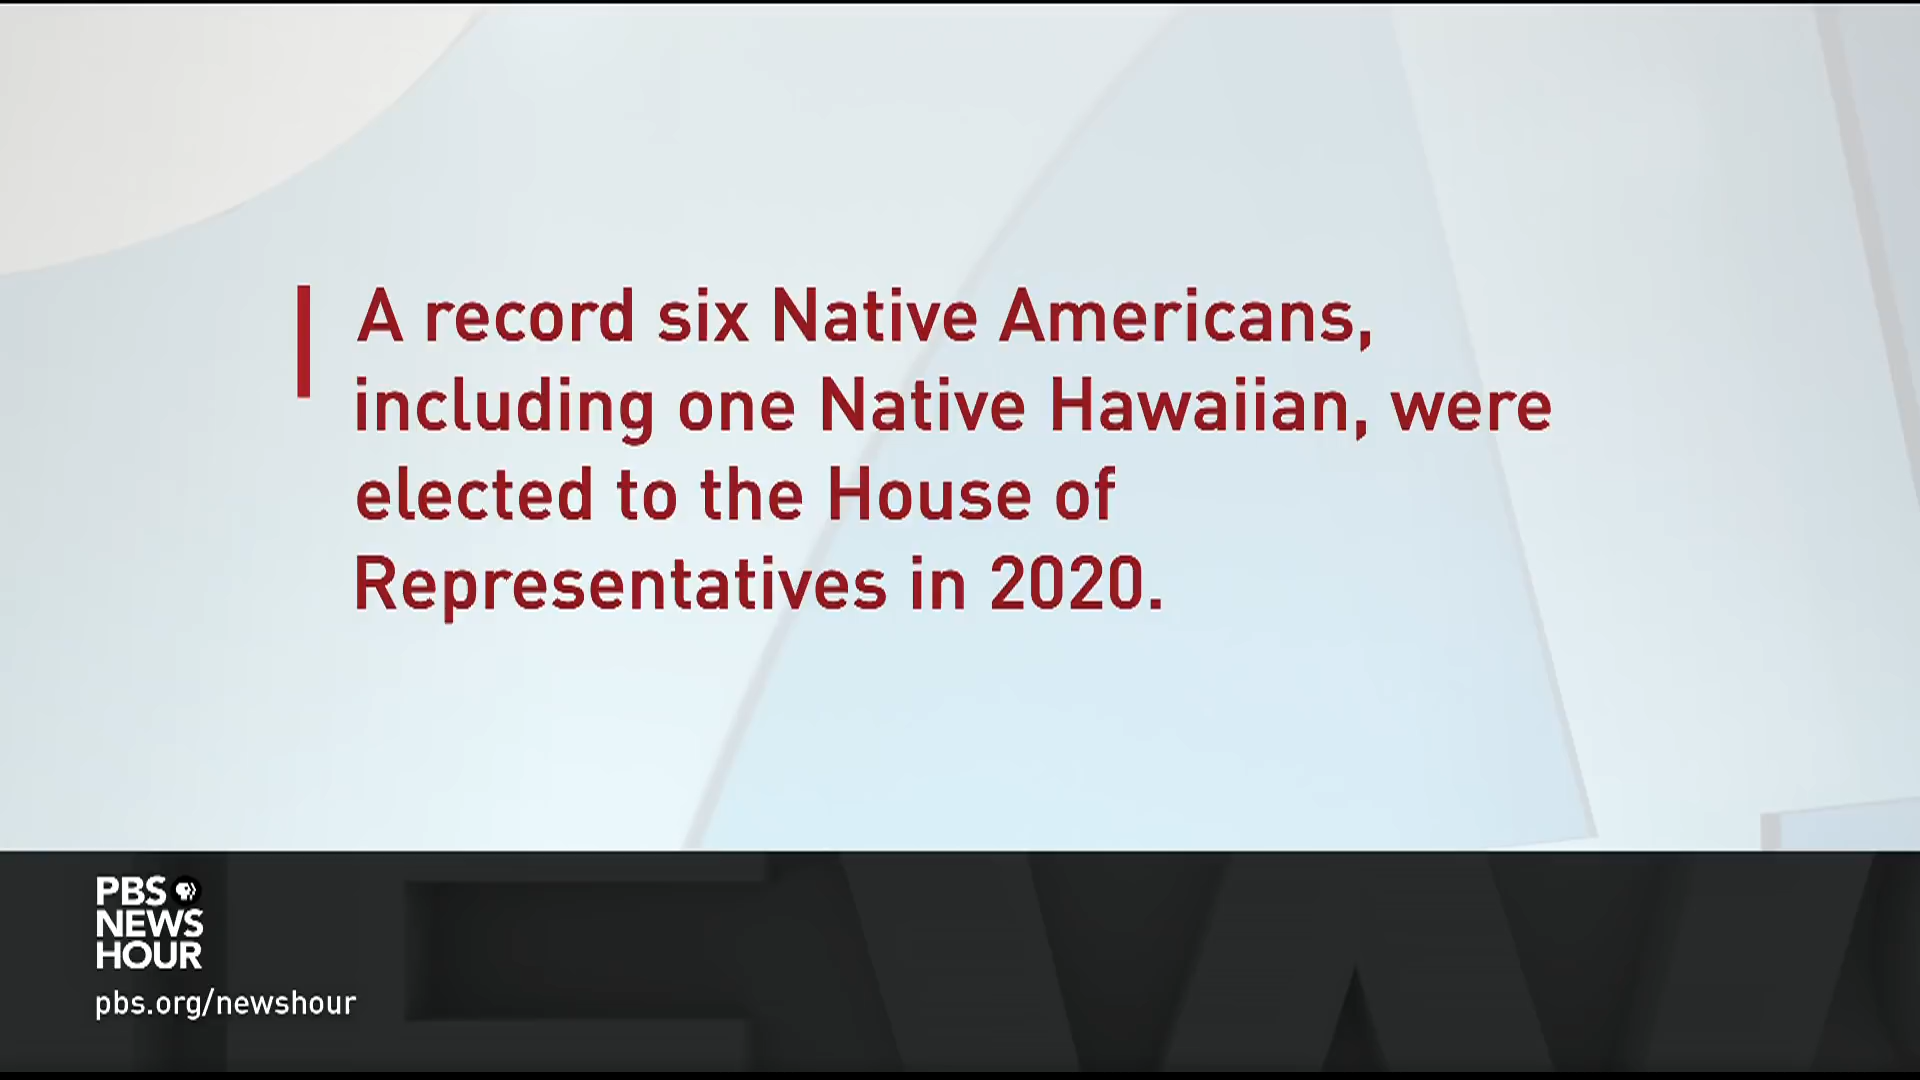 A record six Native Americans,
including one Native Hawaiian, were
elected to the House of
Representatives in 2020.
PBS
NEWS
HOUR
pbs.org/newshour